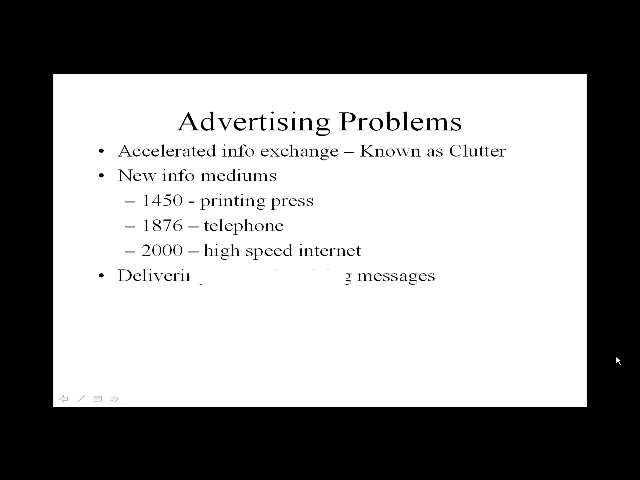 Advertising Problems
• Accelerated info exchange – Known as Clutter
• New info mediums
– 1450 - printing press
– 1876 – telephone
– 2000 – high speed internet
• messages